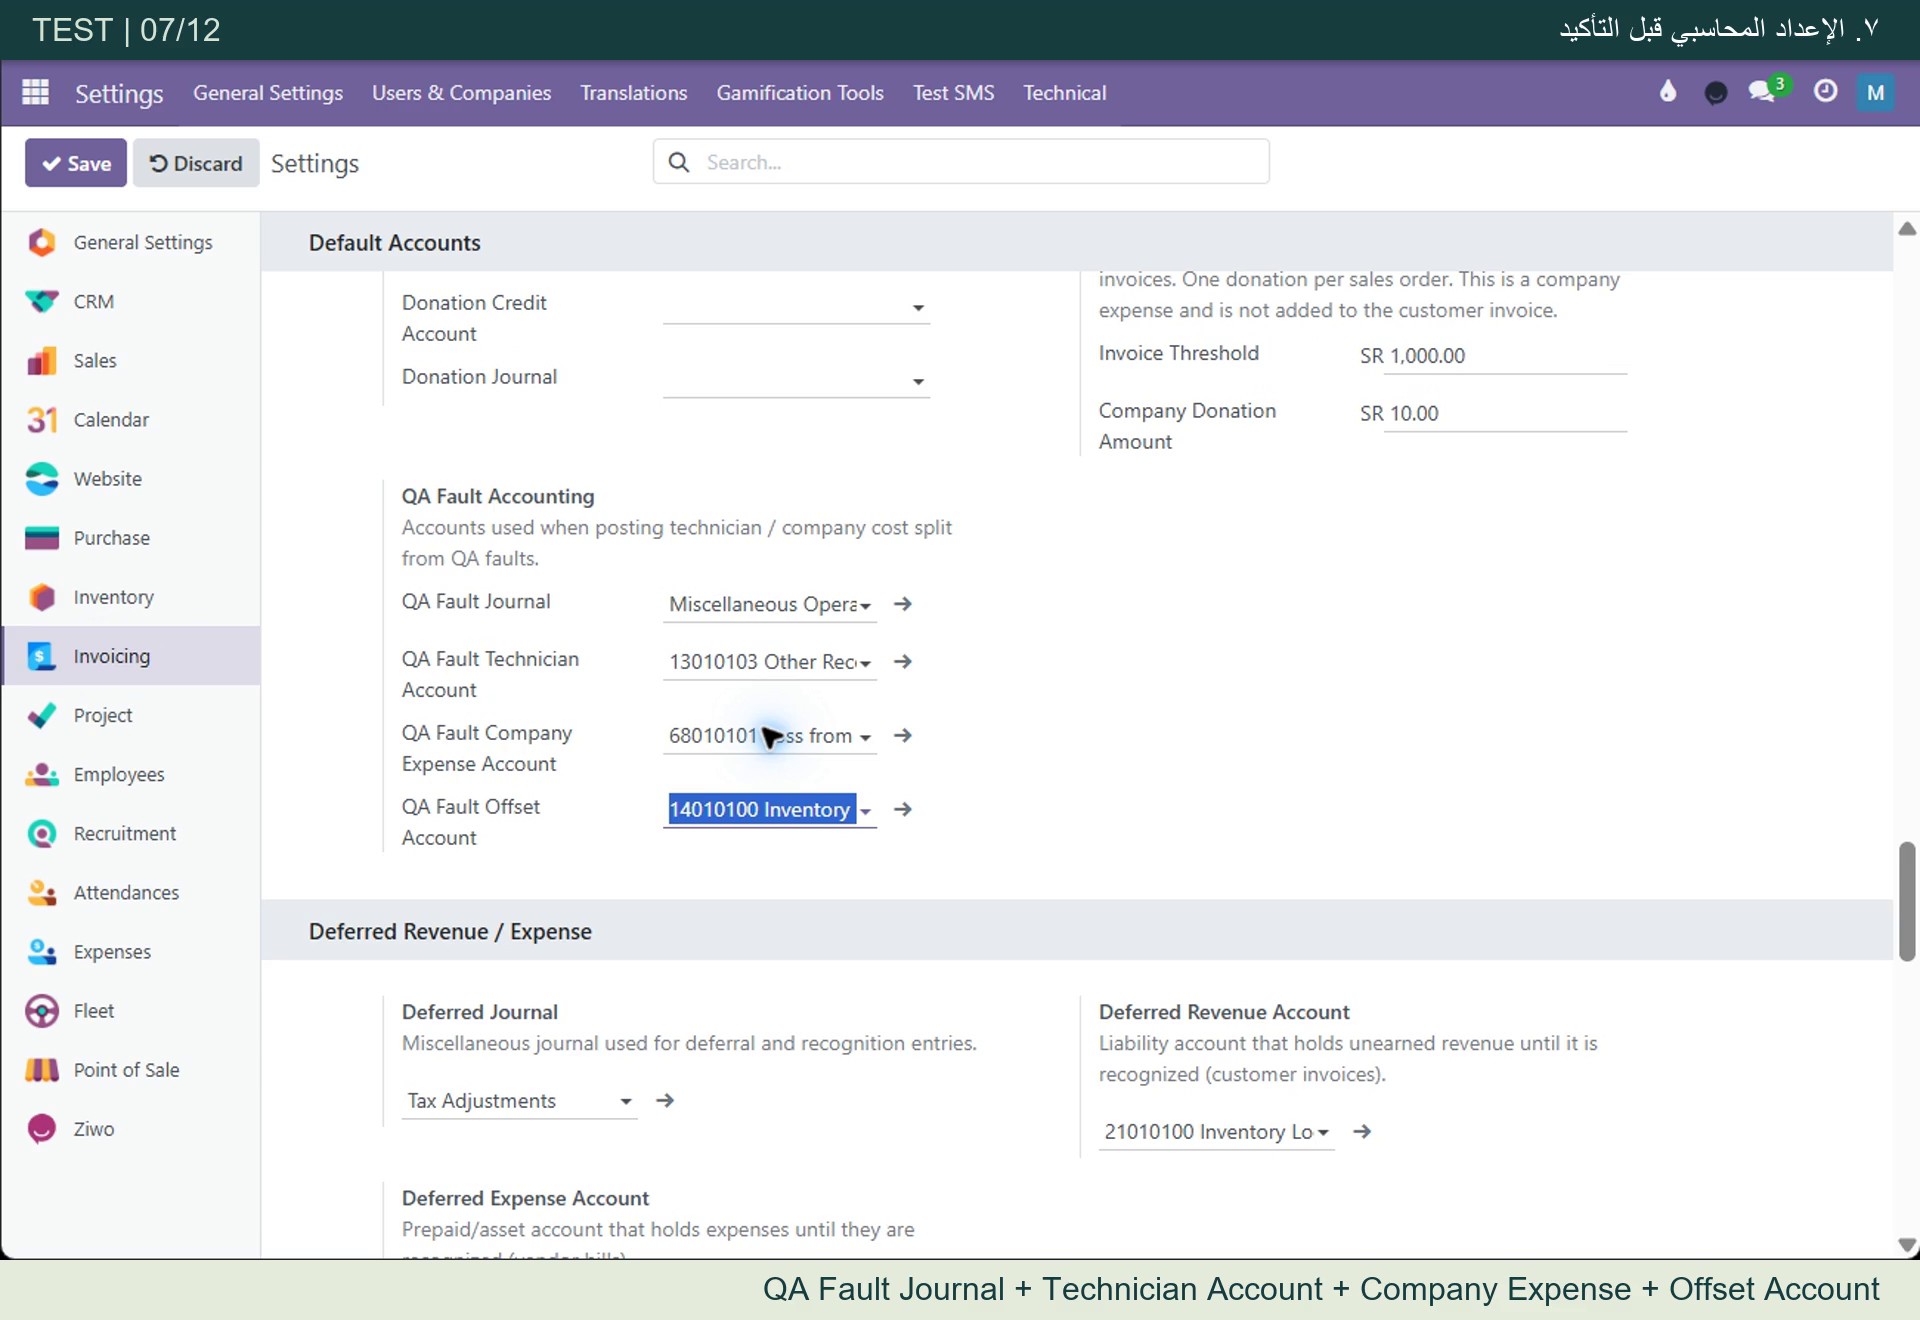 TEST | 07/12
٧. الإعداد المحاسبي قبل التأكيد
Settings
General Settings
Users & Companies
Translations
Gamification Tools
Test SMS
Technical
3
M
Save
Discard
Settings
Search...
General Settings
CRM
Sales
31 Calendar
Website
Purchase
Inventory
Invoicing
Project
Employees
Recruitment
Attendances
Expenses
Fleet
Point of Sale
Ziwo
Default Accounts
Donation Credit
Account
Donation Journal
invoices. One donation per sales order. This is a company
expense and is not added to the customer invoice.
Invoice Threshold
SR 1,000.00
Company Donation
Amount
SR 10.00
QA Fault Accounting
Accounts used when posting technician / company cost split
from QA faults.
QA Fault Journal
Miscellaneous Opera
QA Fault Technician
Account
13010103 Other Rec
QA Fault Company
Expense Account
68010101 ss from
QA Fault Offset
Account
14010100 Inventory
Deferred Revenue / Expense
Deferred Journal
Miscellaneous journal used for deferral and recognition entries.
Tax Adjustments
Deferred Revenue Account
Liability account that holds unearned revenue until it is
recognized (customer invoices).
21010100 Inventory Lo
Deferred Expense Account
Prepaid/asset account that holds expenses until they are
QA Fault Journal + Technician Account + Company Expense + Offset Account